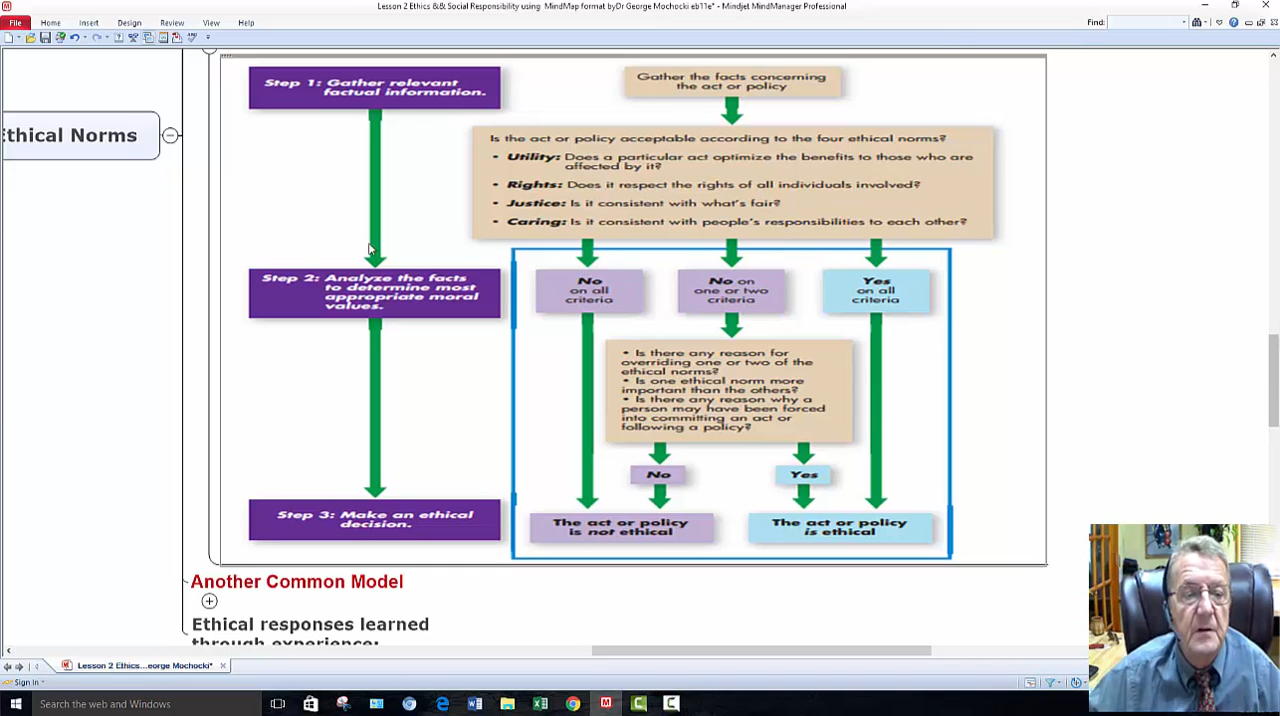 Lesson 2 Ethics && Social Responsibility using MindMap format byDr George Mochocki eb11e* - Mindjet MindManager Professional
File Home Insert Design Review View Help
Find:
Ethical Norms
Step 1: Gather relevant
factual information.
Gather the facts concerning
the act or policy
Is the act or policy acceptable according to the four ethical norms?
• Utility: Does a particular act optimize the benefits to those who are
affected by it?
• Rights: Does it respect the rights of all individuals involved?
• Justice: Is it consistent with what's fair?
• Caring: Is it consistent with people's responsibilities to each other?
Step 2: Analyze the facts
to determine most
appropriate moral
values.
No
on all
criteria
No on
one or two
criteria
Yes
on all
criteria
• Is there any reason for
overriding one or two of the
ethical norms?
• Is one ethical norm more
important than the others?
• Is there any reason why a
person may have been forced
into committing an act or
following a policy?
No
Yes
Step 3: Make an ethical
decision.
The act or policy
is not ethical
The act or policy
is ethical
Another Common Model
Ethical responses learned
through experience:
Lesson 2 Ethics...eorge Mochocki*
Sign In
Search the web and Windows